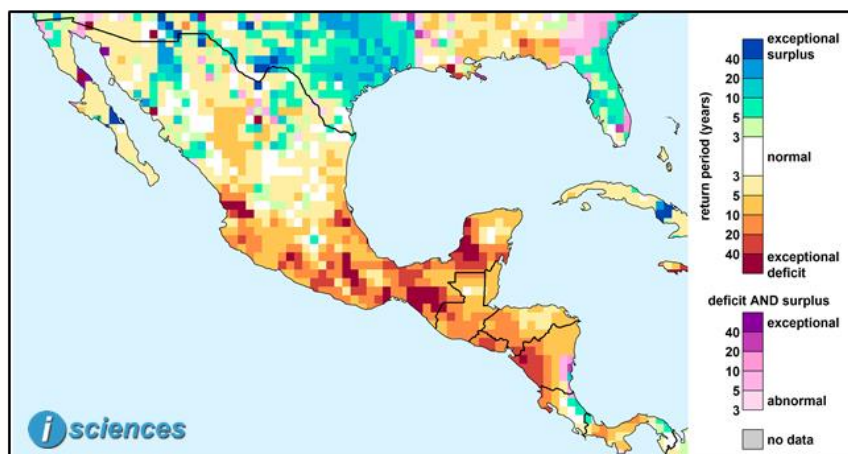 exceptional
surplus
40
20
10
5
3
normal
return period (years)
3
5
10
20
40
exceptional
deficit
deficit AND surplus
exceptional
40
20
10
5
abnormal
3
no data
i sciences